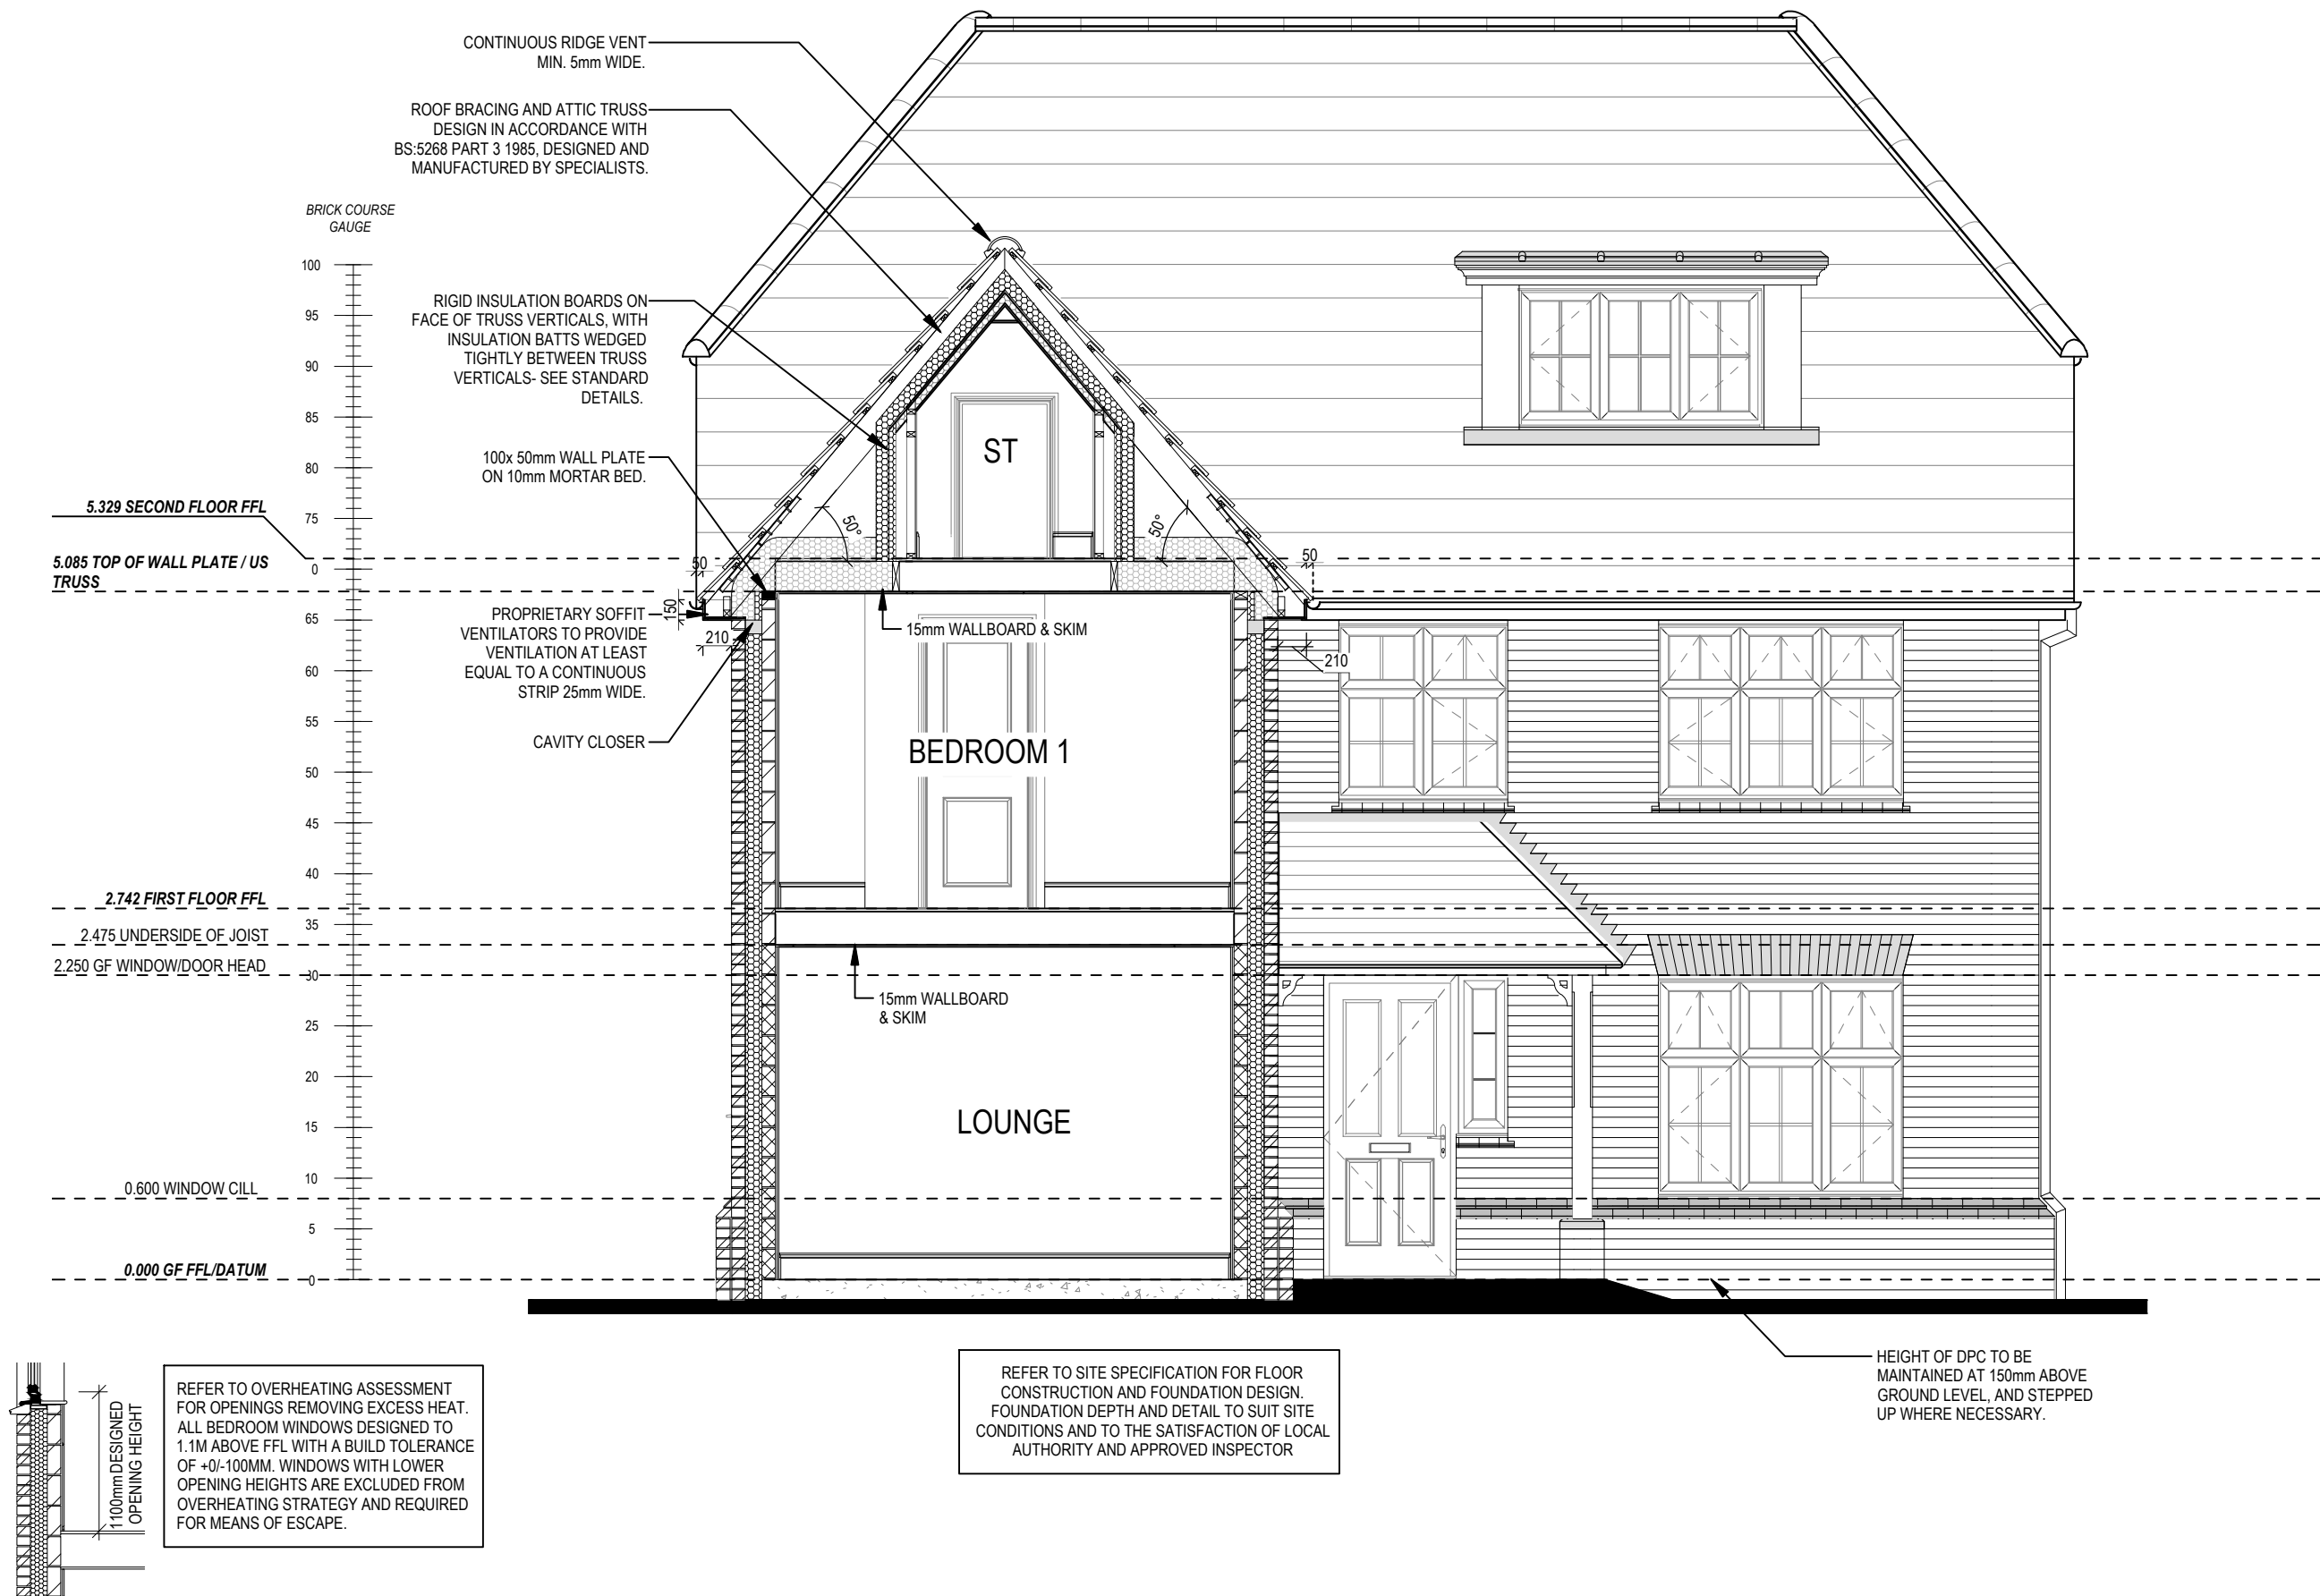 CONTINUOUS RIDGE VENT
MIN. 5mm WIDE.
ROOF BRACING AND ATTIC TRUSS
DESIGN IN ACCORDANCE WITH
BS:5268 PART 3 1985, DESIGNED AND
MANUFACTURED BY SPECIALISTS.
BRICK COURSE
GAUGE
100
95
90
85
80
75
0
65
60
55
50
45
40
35
30
25
20
15
10
5
0
RIGID INSULATION BOARDS ON
FACE OF TRUSS VERTICALS, WITH
INSULATION BATTS WEDGED
TIGHTLY BETWEEN TRUSS
VERTICALS- SEE STANDARD
DETAILS.
100x 50mm WALL PLATE
ON 10mm MORTAR BED.
ST
50°
50°
5.329 SECOND FLOOR FFL
5.085 TOP OF WALL PLATE / US
TRUSS
50
50
150
210
210
PROPRIETARY SOFFIT
VENTILATORS TO PROVIDE
VENTILATION AT LEAST
EQUAL TO A CONTINUOUS
STRIP 25mm WIDE.
15mm WALLBOARD & SKIM
CAVITY CLOSER
BEDROOM 1
2.742 FIRST FLOOR FFL
2.475 UNDERSIDE OF JOIST
2.250 GF WINDOW/DOOR HEAD
15mm WALLBOARD
& SKIM
LOUNGE
0.600 WINDOW CILL
0.000 GF FFL/DATUM
1100mm DESIGNED
OPENING HEIGHT
REFER TO OVERHEATING ASSESSMENT
FOR OPENINGS REMOVING EXCESS HEAT.
ALL BEDROOM WINDOWS DESIGNED TO
1.1M ABOVE FFL WITH A BUILD TOLERANCE
OF +0/-100MM. WINDOWS WITH LOWER
OPENING HEIGHTS ARE EXCLUDED FROM
OVERHEATING STRATEGY AND REQUIRED
FOR MEANS OF ESCAPE.
REFER TO SITE SPECIFICATION FOR FLOOR
CONSTRUCTION AND FOUNDATION DESIGN.
FOUNDATION DEPTH AND DETAIL TO SUIT SITE
CONDITIONS AND TO THE SATISFACTION OF LOCAL
AUTHORITY AND APPROVED INSPECTOR
HEIGHT OF DPC TO BE
MAINTAINED AT 150mm ABOVE
GROUND LEVEL, AND STEPPED
UP WHERE NECESSARY.